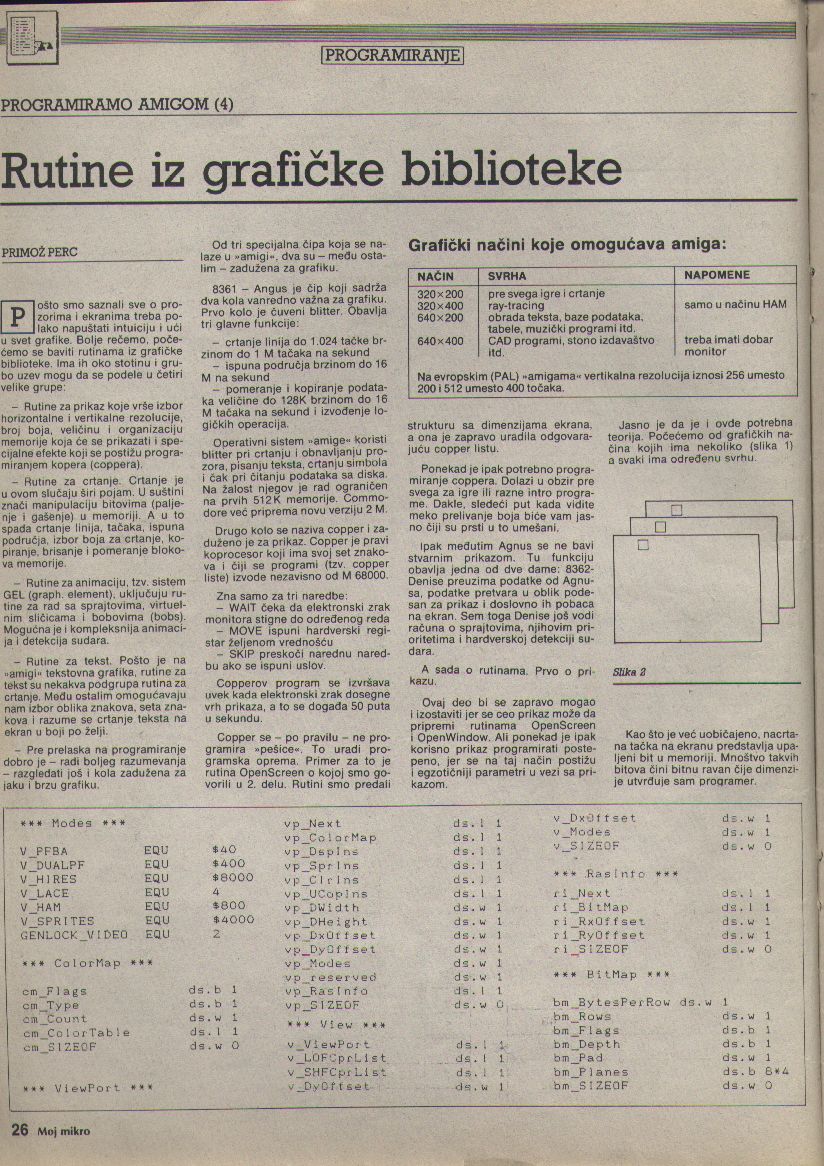 PROGRAMIRANJE
PROGRAMIRAMO AMIGOM (4)
Rutine iz grafičke biblioteke
PRIMOŽ PERC
Pošto smo saznali sve o pro-
zorima i ekranima treba po-
lako napuštati intuiciju i ući
u svet grafike. Bolje rečemo, poče-
ćemo se baviti rutinama iz grafičke
biblioteke. Ima ih oko stotinu i gru-
bo uzev mogu da se podele u četiri
velike grupe:
– Rutine za prikaz koje vrše izbor
horizontalne i vertikalne rezolucije,
broj boja, veličinu i organizaciju
memorije koja će se prikazati i spe-
cijalne efekte koji se postižu progra-
miranjem kopera (coppera).
– Rutine za crtanje. Crtanje je
u ovom slučaju širi pojam. U suštini
znači manipulaciju bitovima (palje-
nje i gašenje) u memoriji. A u to
spada crtanje linija, tačaka, ispuna
područja, izbor boja za crtanje, ko-
piranje, brisanje i pomeranje bloko-
va memorije.
– Rutine za animaciju, tzv. sistem
GEL (graph. element), uključuju ru-
tine za rad sa sprajtovima, virtuel-
nim sličicama i bobovima (bobs).
Mogućna je i kompleksnija animaci-
ja i detekcija sudara.
– Rutine za tekst. Pošto je na
»amigi« tekstovna grafika, rutine za
tekst su nekakva podgrupa rutina za
crtanje. Među ostalim omogućavaju
nam izbor oblika znakova, seta zna-
kova i razume se crtanje teksta na
ekran u boji po želji.
– Pre prelaska na programiranje
dobro je – radi boljeg razumevanja
– razgledati još i kola zadužena za
jaku i brzu grafiku.
Od tri specijalna čipa koja se na-
laze u »amigi«, dva su – među osta-
lim – zadužena za grafiku.
8361 – Angus je čip koji sadrža
dva kola vanredno važna za grafiku.
Prvo kolo je čuveni blitter. Obavlja
tri glavne funkcije:
– crtanje linija do 1.024 tačke br-
zinom do 1 M tačaka na sekund
– ispuna područja brzinom do 16
M na sekund
– pomeranje i kopiranje podata-
ka veličine do 128K brzinom do 16
M tačaka na sekund i izvođenje lo-
gičkih operacija.
Operativni sistem »amige« koristi
blitter pri crtanju i obnavljanju pro-
zora, pisanju teksta, crtanju simbola
i čak pri čitanju podataka sa diska.
Na žalost njegov je rad ograničen
na prvih 512 K memorije. Commo-
dore već priprema novu verziju 2 M.
Drugo kolo se naziva copper i za-
duženo je za prikaz. Copper je pravi
koprocesor koji ima svoj set znako-
va i čiji se programi (tzv. copper
liste) izvode nezavisno od M 68000.
Zna samo za tri naredbe:
– WAIT čeka da elektronski zrak
monitora stigne do određenog reda
– MOVE ispuni hardverski regi-
star željenom vrednošću
– SKIP preskoči narednu nared-
bu ako se ispuni uslov.
Copperov program se izvršava
uvek kada elektronski zrak dosegne
vrh prikaza, a to se događa 50 puta
u sekundu.
Copper se – po pravilu – ne pro-
gramira »pešice«. To uradi pro-
gramska oprema. Primer za to je
rutina OpenScreen o kojoj smo go-
vorili u 2. delu. Rutini smo predali
Grafički načini koje omogućava amiga:
NAČIN SVRHA NAPOMENE
320×200 pre svega igre i crtanje
320×400 ray-tracing samo u načinu HAM
640×200 obrada teksta, baze podataka,
tabele, muzički programi itd.
640×400 CAD programi, stono izdavaštvo treba imati dobar
itd. monitor
Na evropskim (PAL) »amigama« vertikalna rezolucija iznosi 256 umesto
200 i 512 umesto 400 točaka.
strukturu sa dimenzijama ekrana,
a ona je zapravo uradila odgovara-
juću copper listu.
Ponekad je ipak potrebno progra-
miranje coppera. Dolazi u obzir pre
svega za igre ili razne intro progra-
me. Dakle, sledeći put kada vidite
meko prelivanje boja biće vam jas-
no čiji su prsti u to umešani.
Ipak međutim Agnus se ne bavi
stvarnim prikazom. Tu funkciju
obavlja jedna od dve dame: 8362-
Denise preuzima podatke od Agnu-
sa, podatke pretvara u oblik pode-
san za prikaz i doslovno ih pobaca
na ekran. Sem toga Denise još vodi
računa o sprajtovima, njihovim pri-
oritetima i hardverskoj detekciji su-
dara.
A sada o rutinama. Prvo o pri-
kazu.
Ovaj deo bi se zapravo mogao
i izostaviti jer se ceo prikaz može da
pripremi rutinama OpenScreen
i OpenWindow. Ali ponekad je ipak
korisno prikaz programirati poste-
peno, jer se na taj način postižu
i egzotičniji parametri u vezi sa pri-
kazom.
Jasno je da je i ovde potrebna
teorija. Počećemo od grafičkih na-
čina kojih ima nekoliko (slika 1)
a svaki ima određenu svrhu.
Slika 2
Kao što je već uobičajeno, nacrta-
na tačka na ekranu predstavlja upa-
ljeni bit u memoriji. Mnoštvo takvih
bitova čini bitnu ravan čije dimenzi-
je utvrđuje sam programer.
*** Modes ***
V_PFBA EQU $40
V_DUALPF EQU $400
V_HIRES EQU $8000
V_LACE EQU 4
V_HAM EQU $800
V_SPRITES EQU $4000
GENLOCK_VIDEO EQU 2
*** ColorMap ***
cm_Flags ds.b 1
cm_Type ds.b 1
cm_Count ds.w 1
cm_ColorTable ds.l 1
cm_SIZEOF ds.w 0
*** ViewPort ***
vp_Next ds.l 1
vp_ColorMap ds.l 1
vp_DspIns ds.l 1
vp_SprIns ds.l 1
vp_ClrIns ds.l 1
vp_UCopIns ds.l 1
vp_DWidth ds.w 1
vp_DHeight ds.w 1
vp_DxOffset ds.w 1
vp_DyOffset ds.w 1
vp_Modes ds.w 1
vp_reserved ds.w 1
vp_RasInfo ds.l 1
vp_SIZEOF ds.w 0
*** View ***
v_ViewPort ds.l 1
v_LOFCprList ds.l 1
v_SHFCprList ds.l 1
v_DyOffset ds.w 1
v_DxOffset ds.w 1
v_Modes ds.w 1
v_SIZEOF ds.w 0
*** RasInfo ***
ri_Next ds.l 1
ri_BitMap ds.l 1
ri_RxOffset ds.w 1
ri_RyOffset ds.w 1
ri_SIZEOF ds.w 0
*** BitMap ***
bm_BytesPerRow ds.w 1
bm_Rows ds.w 1
bm_Flags ds.b 1
bm_Depth ds.b 1
bm_Pad ds.w 1
bm_Planes ds.b 8*4
bm_SIZEOF ds.w 0
26 Moj mikro